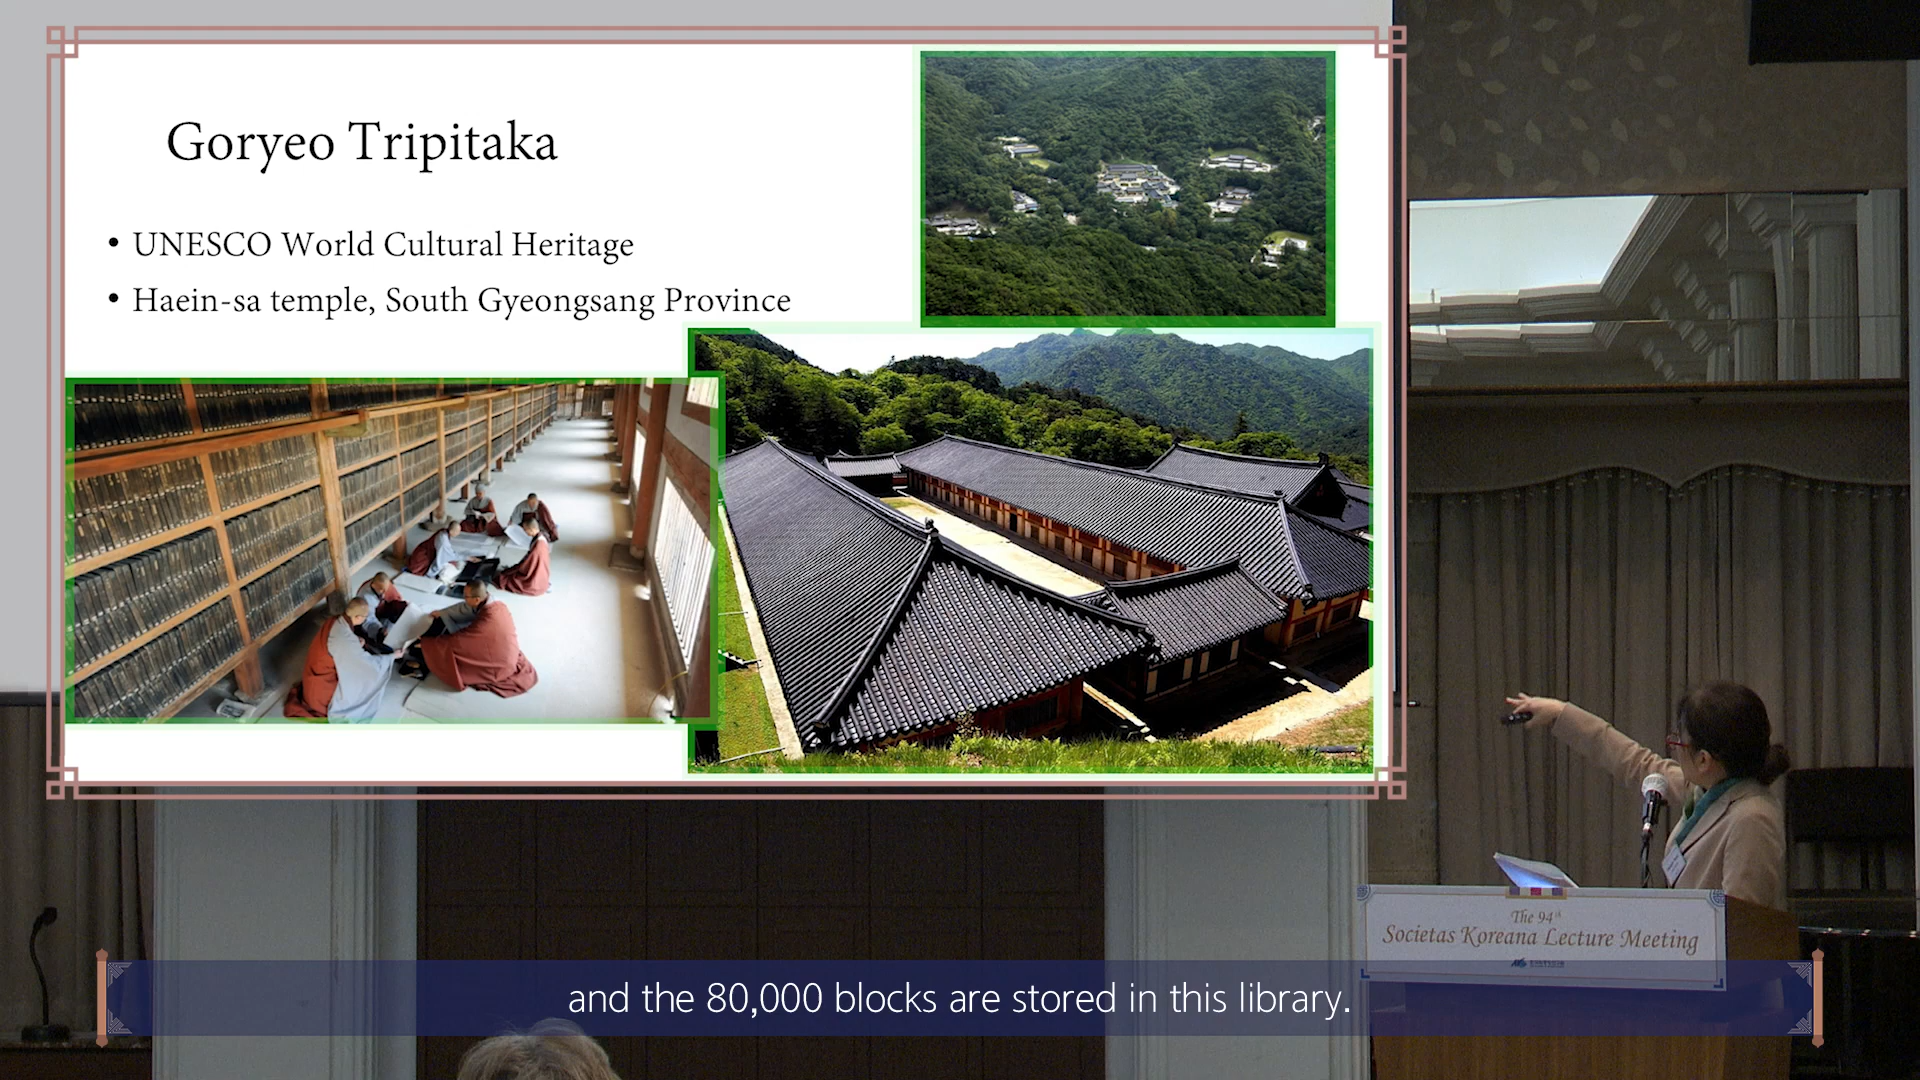 Goryeo Tripitaka
• UNESCO World Cultural Heritage
• Haein-sa temple, South Gyeongsang Province
The 94th
Societas Koreana Lecture Meeting
and the 80,000 blocks are stored in this library.